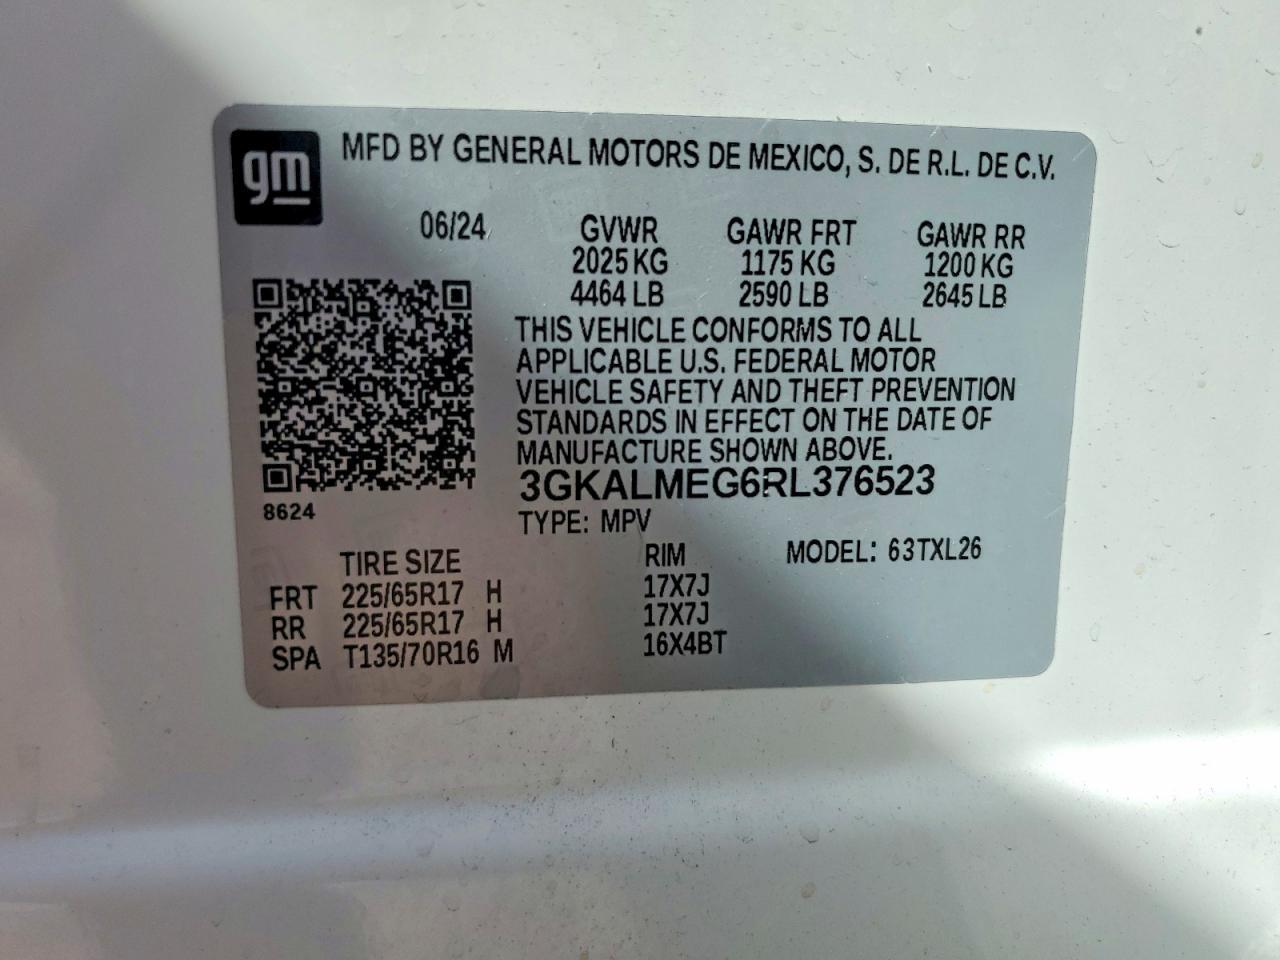 gm
MFD BY GENERAL MOTORS DE MEXICO, S. DE R.L. DE C.V.
06/24 GVWR GAWR FRT GAWR RR
2025 KG 1175 KG 1200 KG
4464 LB 2590 LB 2645 LB
THIS VEHICLE CONFORMS TO ALL
APPLICABLE U.S. FEDERAL MOTOR
VEHICLE SAFETY AND THEFT PREVENTION
STANDARDS IN EFFECT ON THE DATE OF
MANUFACTURE SHOWN ABOVE.
3GKALMEG6RL376523
8624
TYPE: MPV
TIRE SIZE RIM MODEL: 63TXL26
FRT 225/65R17 H 17X7J
RR 225/65R17 H 17X7J
SPA T135/70R16 M 16X4BT